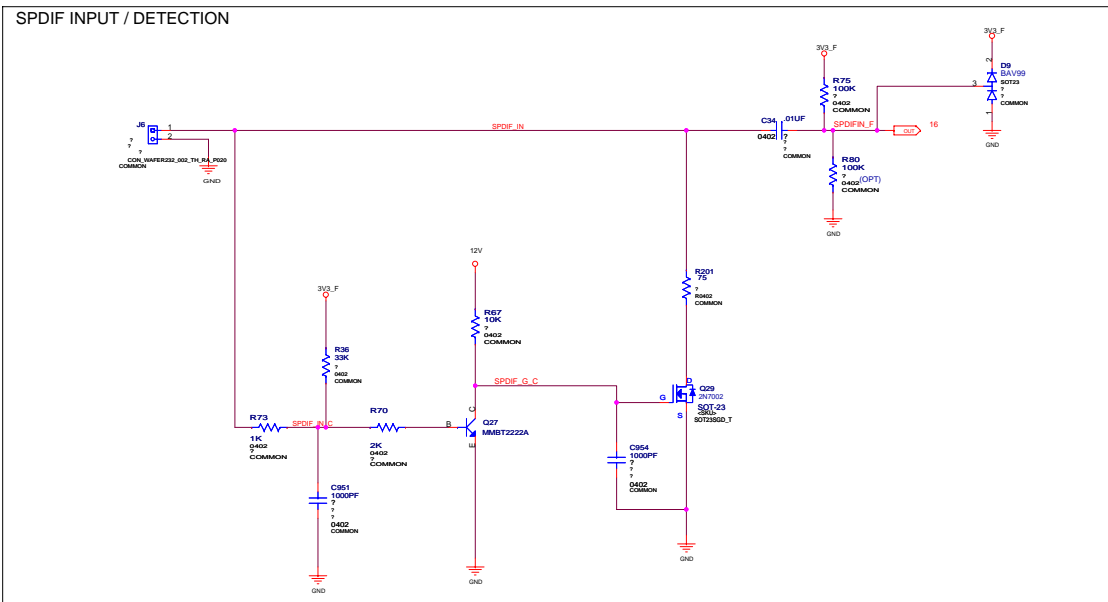 SPDIF INPUT / DETECTION
3V3_F
2
D9
BAV99
SOT23
?
?
COMMON
3
1
GND
3V3_F
R75
100K
?
0402
COMMON
J6
1
2
?
?
?
CON_WAFER232_002_TH_RA_P020
COMMON
GND
SPDIF_IN
C34
.01UF
0402
?
?
?
COMMON
SPDIFIN_F
OUT
16
R80
100K
?
0402
(OPT)
COMMON
GND
12V
R67
10K
?
0402
COMMON
R201
75
?
R0402
COMMON
3V3_F
R36
33K
?
0402
COMMON
SPDIF_G_C
D
G
S
Q29
2N7002
SOT-23
<SKU>
SOT23SGD_T
R73
1K
0402
?
COMMON
SPDIF_IN_C
R70
2K
0402
?
COMMON
B
C
E
Q27
MMBT2222A
C954
1000PF
?
?
?
0402
COMMON
C951
1000PF
?
?
?
0402
COMMON
GND
GND
GND